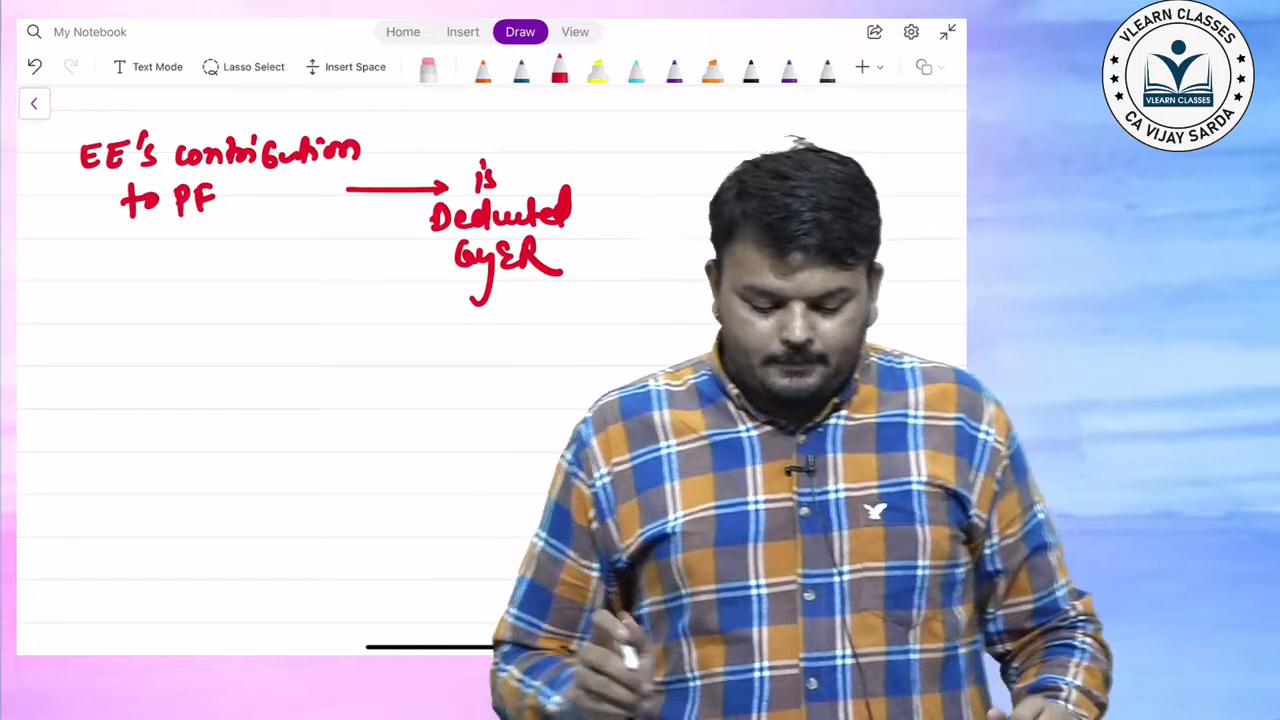 My Notebook
Home Insert Draw View
Text Mode Lasso Select Insert Space
EE's contribution
to PF
is
Deducted
by ER
VLEARN CLASSES
VLEARN CLASSES
CA VIJAY SARDA